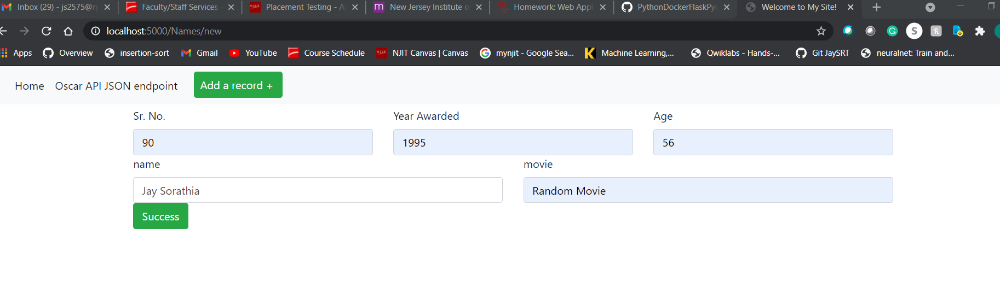 Inbox (29) - js2575@n Faculty/Staff Services Placement Testing - A New Jersey Institute o Homework: Web Appl PythonDockerFlaskPyc Welcome to My Site!
localhost:5000/Names/new
Apps Overview insertion-sort Gmail YouTube Course Schedule NJIT Canvas | Canvas mynjit - Google Sea... Machine Learning,... Qwiklabs - Hands-... Git JaySRT neuralnet: Train and...
Home Oscar API JSON endpoint Add a record +
Sr. No. Year Awarded Age
90 1995 56
name movie
Jay Sorathia Random Movie
Success